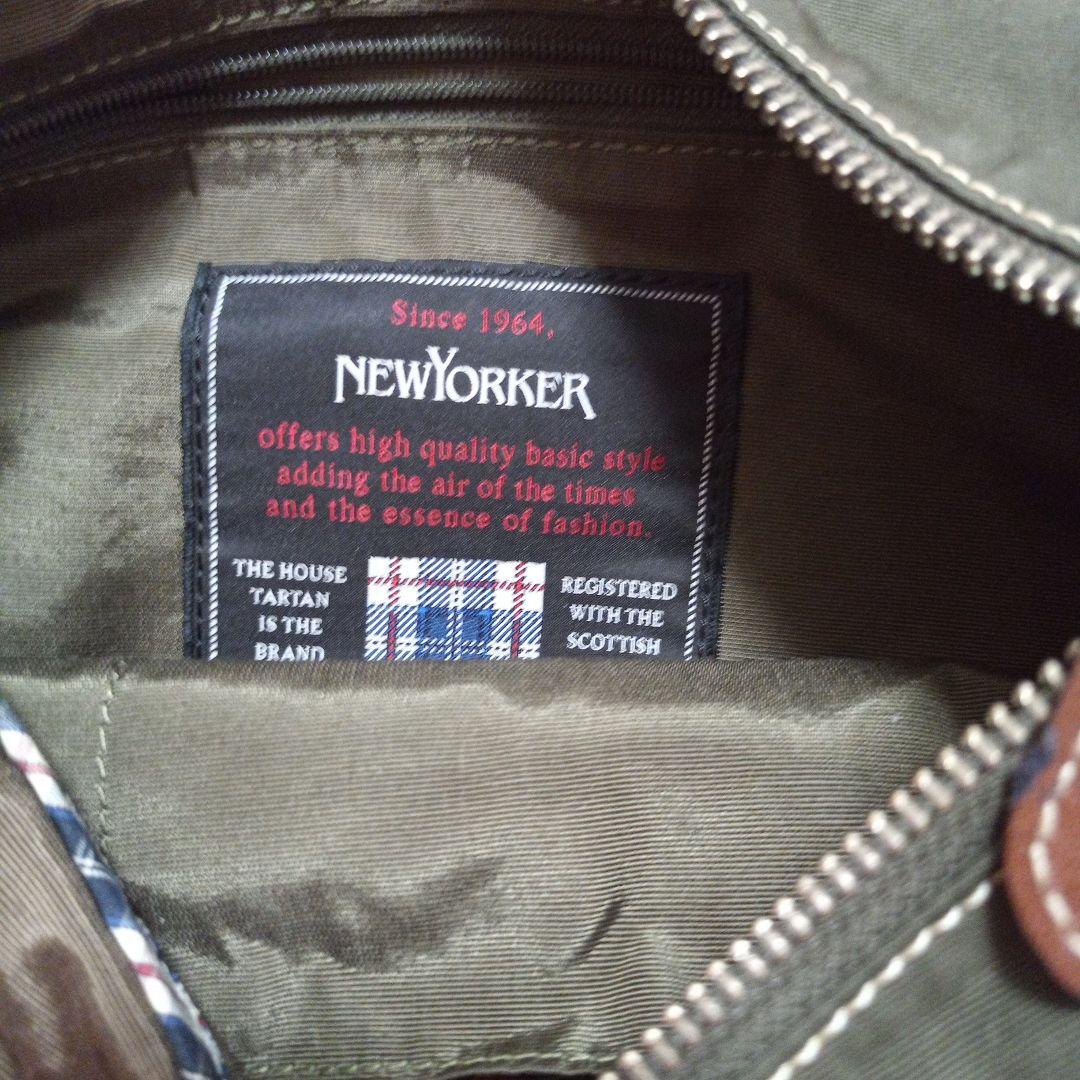 Since 1964,
NEWYORKER
offers high quality basic style
adding the air of the times
and the essence of fashion.
THE HOUSE
TARTAN
IS THE
BRAND
REGISTERED
WITH THE
SCOTTISH